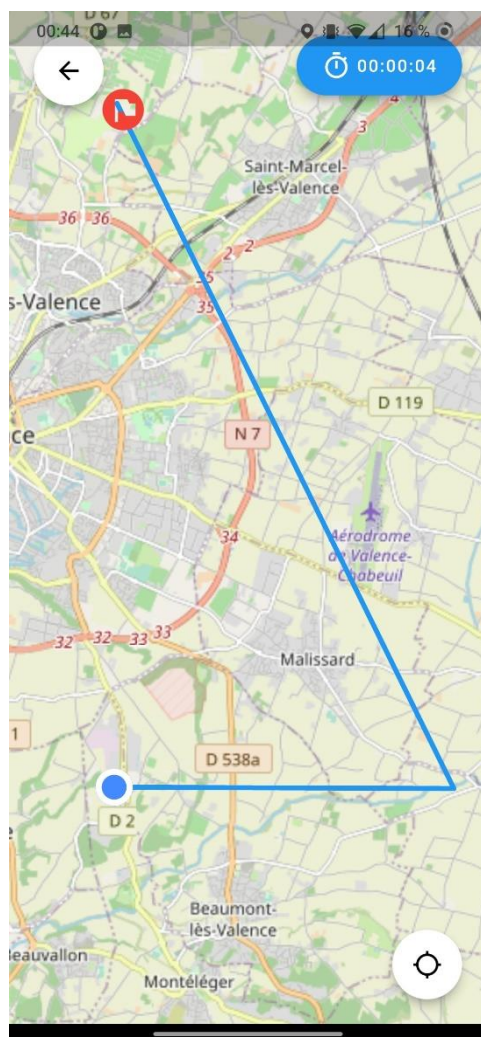 D 67
00:44
16 %
00:00:04
4
3
Saint-Marcel-
lès-Valence
36
36
2
2
35
35
s-Valence
D 119
N 7
ce
34
Aérodrome
de Valence-
Chabeuil
32
32
33
33
Malissard
1
D 538a
D 2
e
Beaumont-
lès-Valence
Beauvallon
Montéléger